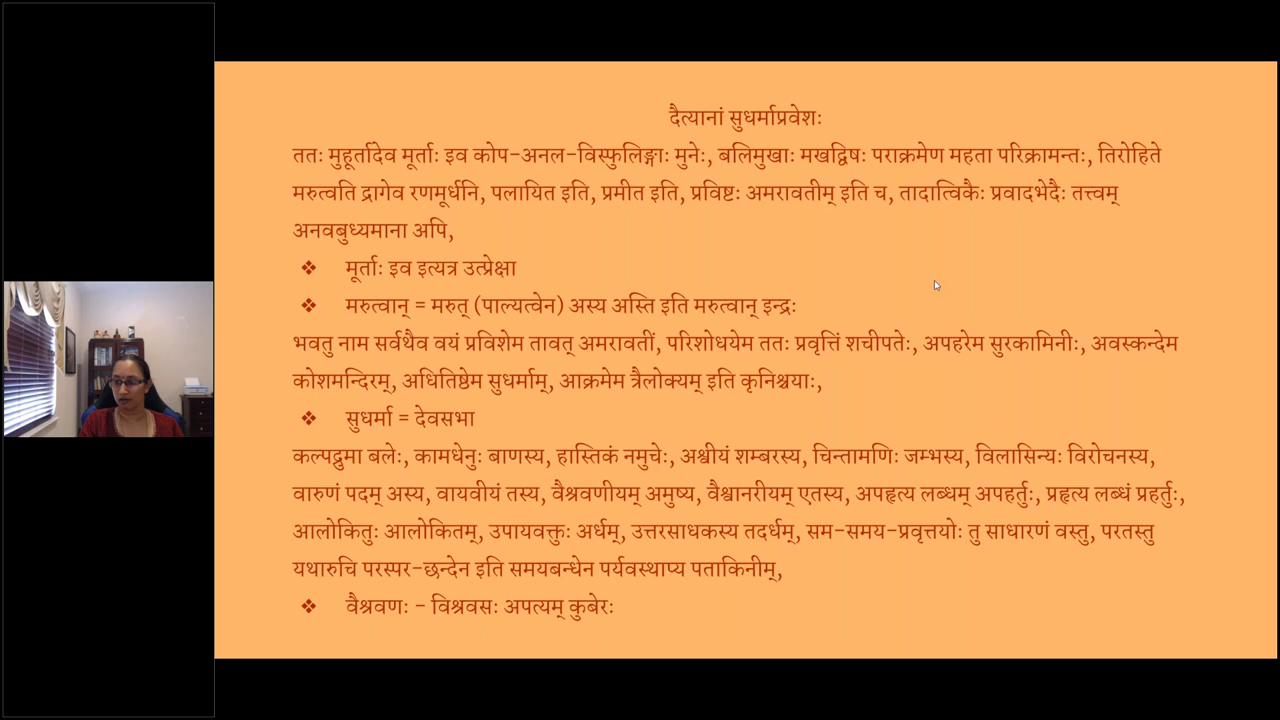 दैत्यानां सुधर्माप्रवेशः
ततः मुहूर्तादेव मूर्ताः इव कोप-अनल-विस्फुलिङ्गाः मुनेः, बलिमुखाः मखद्विषः पराक्रमेण महता परिक्रामन्तः, तिरोहिते
मरुत्वति द्रागेव रणमूर्धनि, पलायित इति, प्रमीत इति, प्रविष्टः अमरावतीम् इति च, तादात्विकैः प्रवादभेदैः तत्त्वम्
अनवबुध्यमाना अपि,
❖ मूर्ताः इव इत्यत्र उत्प्रेक्षा
❖ मरुत्वान् = मरुत् (पाल्यत्वेन) अस्य अस्ति इति मरुत्वान् इन्द्रः
भवतु नाम सर्वथैव वयं प्रविशेम तावत् अमरावतीं, परिशोधयेम ततः प्रवृत्तिं शचीपतेः, अपहरेम सुरकामिनीः, अवस्कन्देम
कोशमन्दिरम्, अधितिष्ठेम सुधर्माम्, आक्रमेम त्रैलोक्यम् इति कृनिश्चयाः,
❖ सुधर्मा = देवसभा
कल्पद्रुमा बलेः, कामधेनुः बाणस्य, हास्तिकं नमुचेः, अश्वीयं शम्बरस्य, चिन्तामणिः जम्भस्य, विलासिन्यः विरोचनस्य,
वारुणं पदम् अस्य, वायवीयं तस्य, वैश्रवणीयम् अमुष्य, वैश्वानरीयम् एतस्य, अपहृत्य लब्धम् अपहर्तुः, प्रहृत्य लब्धं प्रहर्तुः,
आलोकितुः आलोकितम्, उपायवक्तुः अर्धम्, उत्तरसाधकस्य तदर्धम्, सम-समय-प्रवृत्तयोः तु साधारणं वस्तु, परतस्तु
यथारुचि परस्पर-छन्देन इति समयबन्धेन पर्यवस्थाप्य पताकिनीम्,
❖ वैश्रवणः - विश्रवसः अपत्यम् कुबेरः